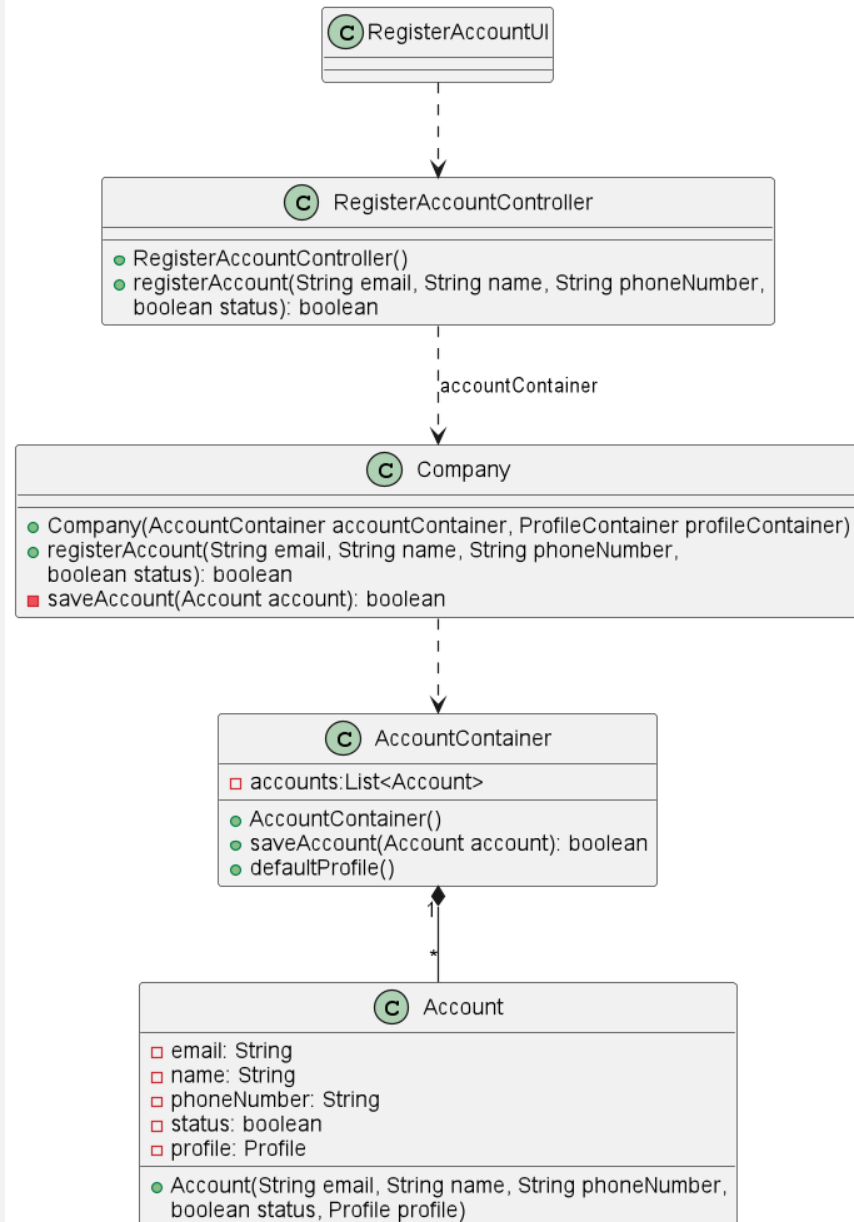 C RegisterAccountUI
C RegisterAccountController
RegisterAccountController()
registerAccount(String email, String name, String phoneNumber,
boolean status): boolean
accountContainer
C Company
Company(AccountContainer accountContainer, ProfileContainer profileContainer)
registerAccount(String email, String name, String phoneNumber,
boolean status): boolean
saveAccount(Account account): boolean
C AccountContainer
accounts:List<Account>
AccountContainer()
saveAccount(Account account): boolean
defaultProfile()
1
*
C Account
email: String
name: String
phoneNumber: String
status: boolean
profile: Profile
Account(String email, String name, String phoneNumber,
boolean status, Profile profile)